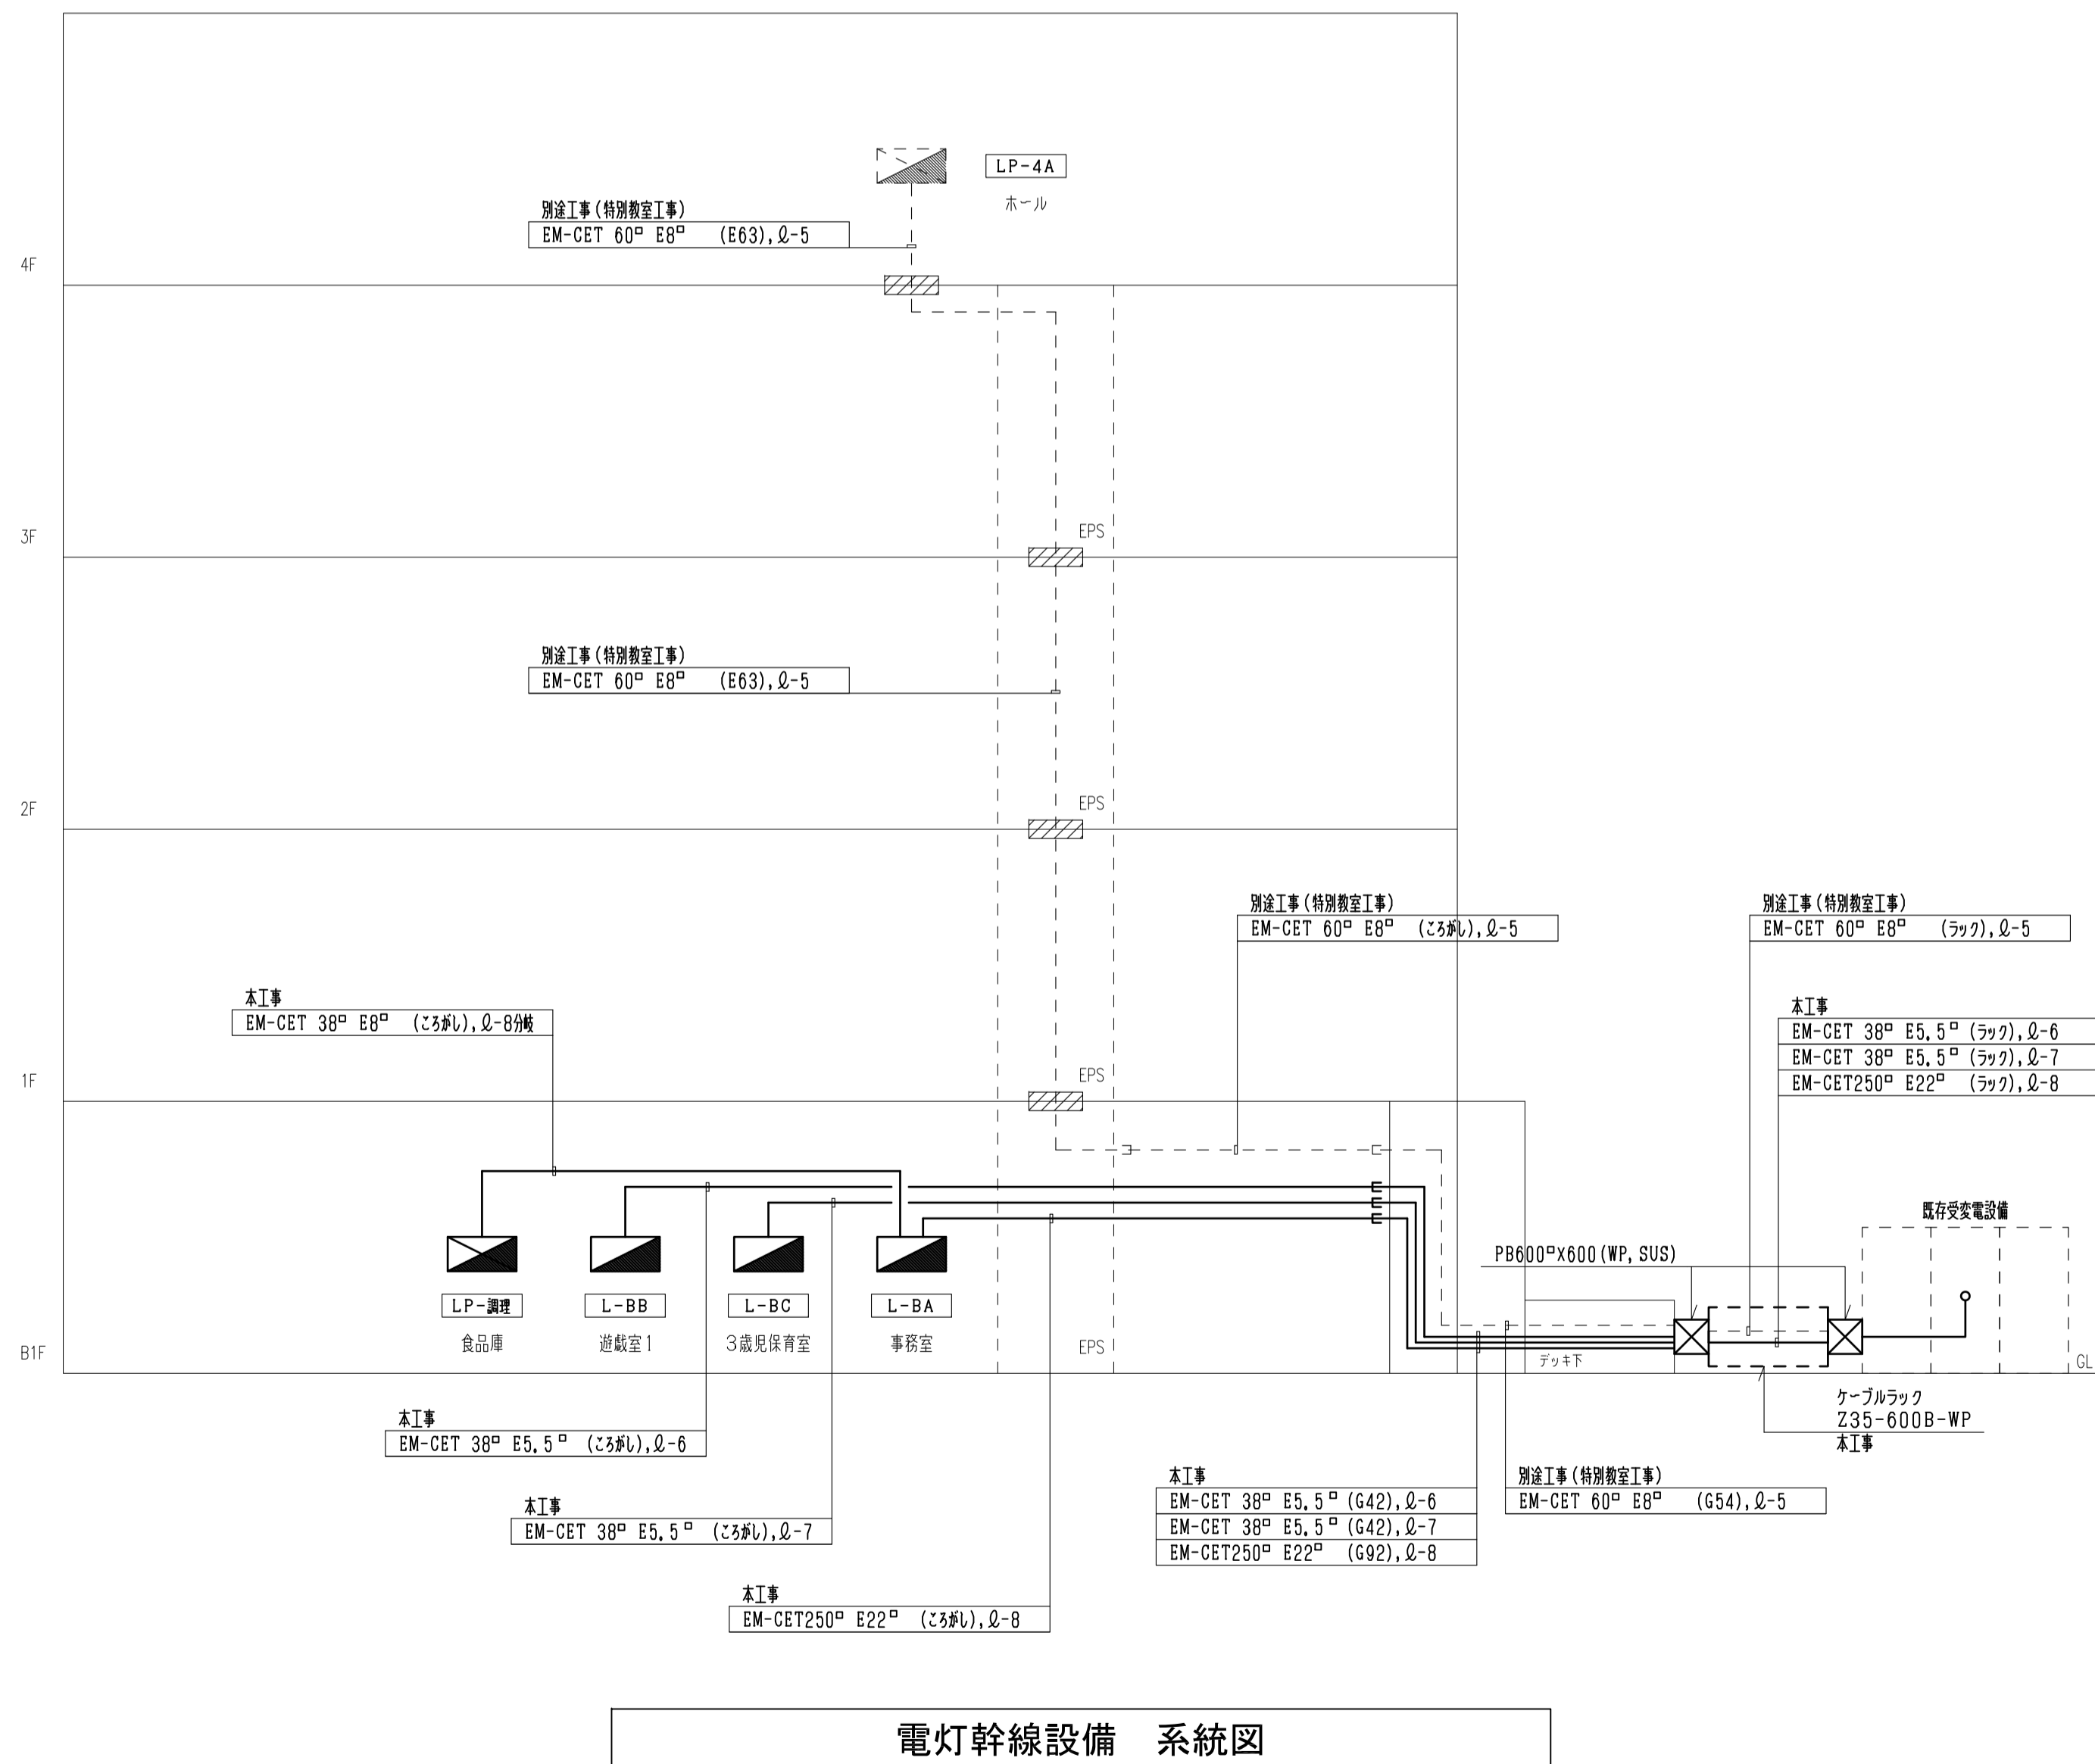 LP-4A
ホール
別途工事(特別教室工事)
EM-CET 60□ E8□ (E63),ℓ-5
4F
3F
EPS
別途工事(特別教室工事)
EM-CET 60□ E8□ (E63),ℓ-5
2F
EPS
別途工事(特別教室工事)
EM-CET 60□ E8□ (ころがし),ℓ-5
別途工事(特別教室工事)
EM-CET 60□ E8□ (ラック),ℓ-5
本工事
EM-CET 38□ E8□ (ころがし),ℓ-8分岐
本工事
EM-CET 38□ E5.5□ (ラック),ℓ-6
EM-CET 38□ E5.5□ (ラック),ℓ-7
EM-CET250□ E22□ (ラック),ℓ-8
1F
EPS
既存受変電設備
PB600□X600(WP,SUS)
LP-調理
L-BB
L-BC
L-BA
食品庫
遊戯室1
3歳児保育室
事務室
B1F
EPS
デッキ下
GL
ケーブルラック
Z35-600B-WP
本工事
本工事
EM-CET 38□ E5.5□ (ころがし),ℓ-6
本工事
EM-CET 38□ E5.5□ (ころがし),ℓ-7
本工事
EM-CET 38□ E5.5□ (G42),ℓ-6
EM-CET 38□ E5.5□ (G42),ℓ-7
EM-CET250□ E22□ (G92),ℓ-8
別途工事(特別教室工事)
EM-CET 60□ E8□ (G54),ℓ-5
本工事
EM-CET250□ E22□ (ころがし),ℓ-8
電灯幹線設備 系統図